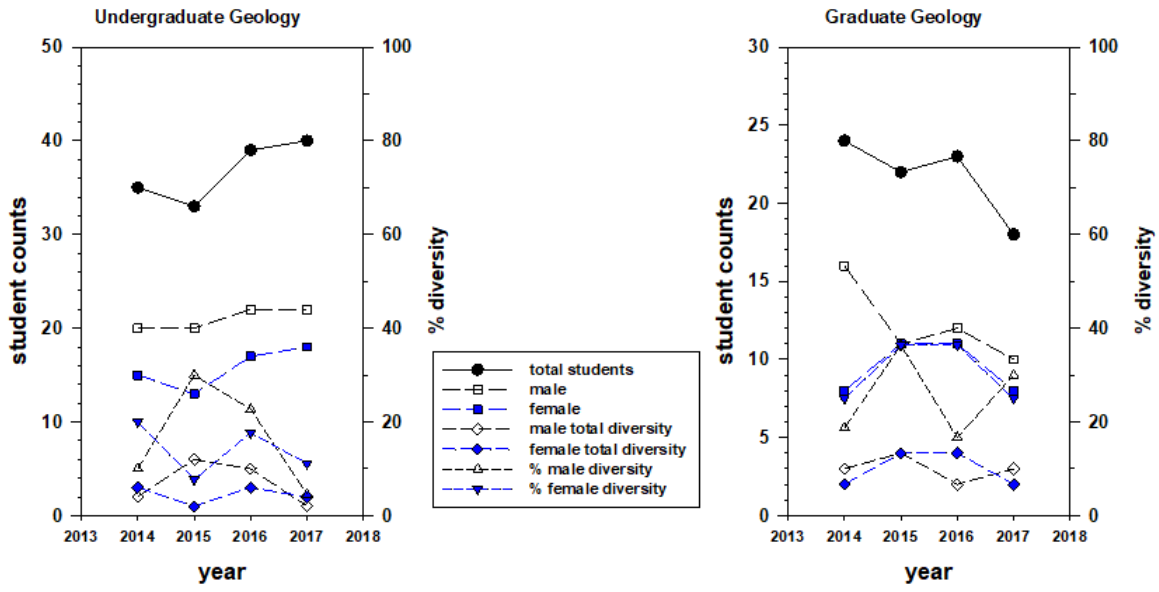 Undergraduate Geology
50
40
30
20
10
0
100
80
60
40
20
0
2013 2014 2015 2016 2017 2018
student counts
% diversity
year
total students
male
female
male total diversity
female total diversity
% male diversity
% female diversity
Graduate Geology
30
25
20
15
10
5
0
100
80
60
40
20
0
2013 2014 2015 2016 2017 2018
student counts
% diversity
year